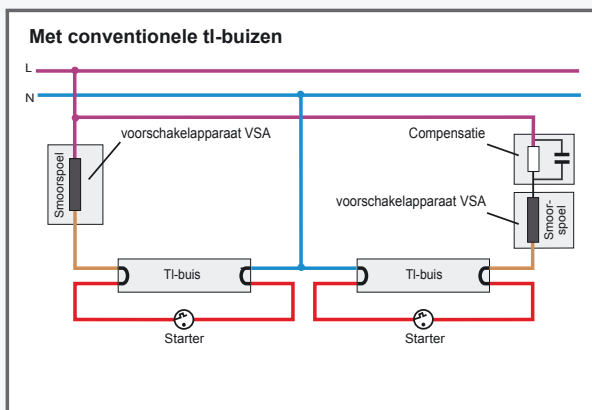 Met conventionele tl-buizen
L
N
voorschakelapparaat VSA
Compensatie
Smoorspoel
voorschakelapparaat VSA
Smoor-
spoel
Tl-buis
Tl-buis
Starter
Starter